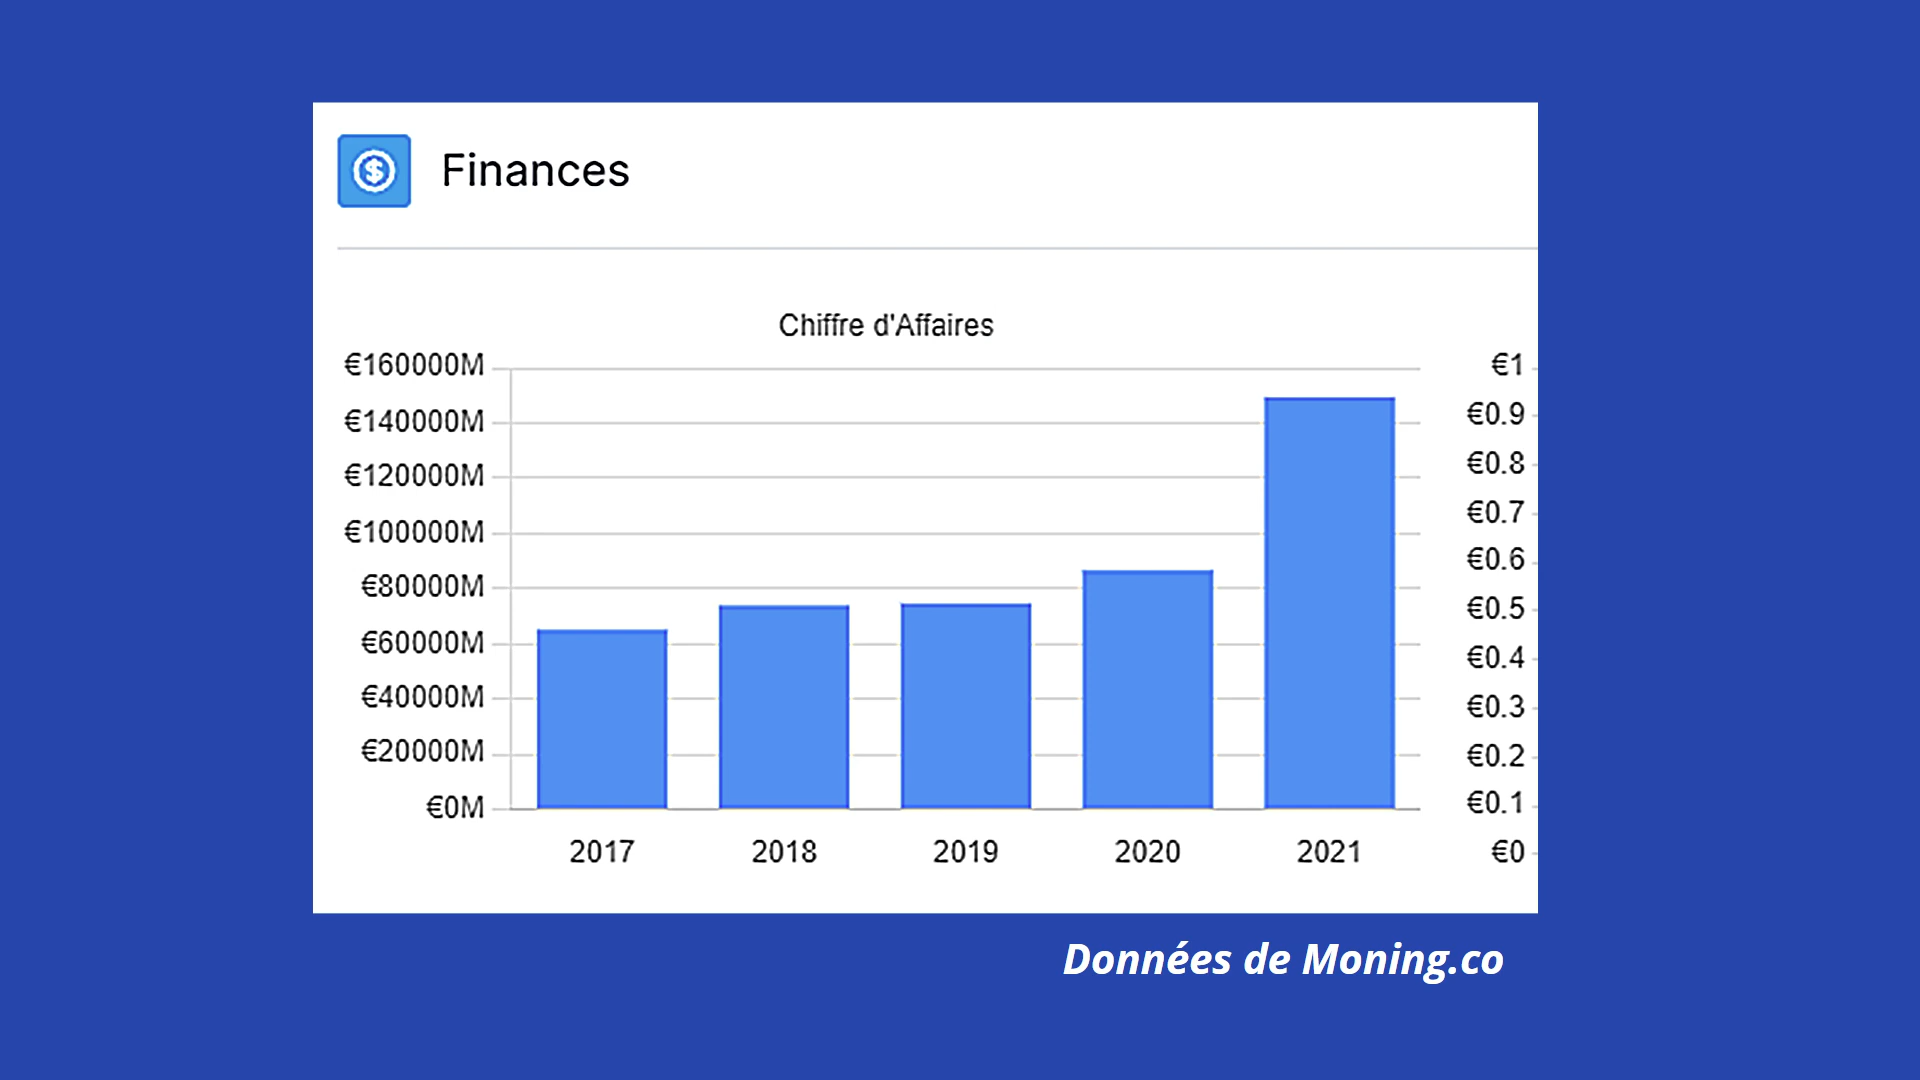 Finances
Chiffre d'Affaires
€160000M
€140000M
€120000M
€100000M
€80000M
€60000M
€40000M
€20000M
€0M
2017 2018 2019 2020 2021
€1
€0.9
€0.8
€0.7
€0.6
€0.5
€0.4
€0.3
€0.2
€0.1
€0
Données de Moning.co